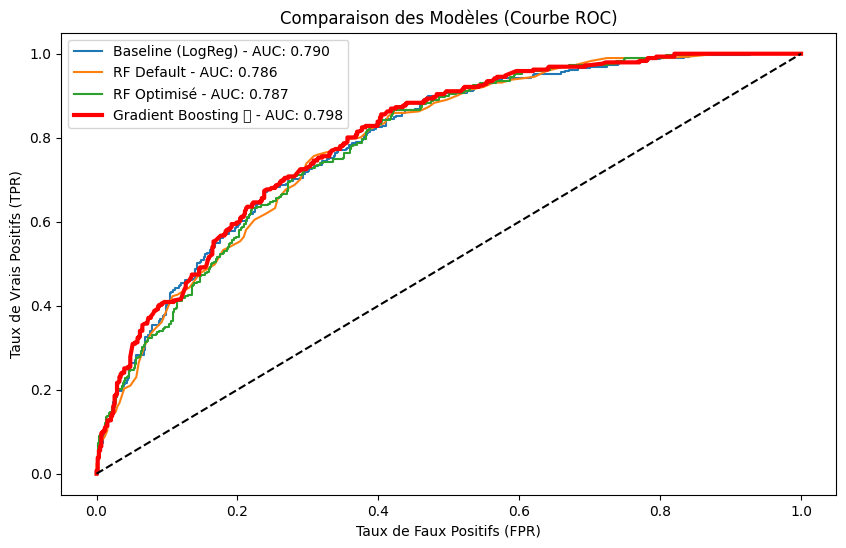 Comparaison des Modèles (Courbe ROC)
Baseline (LogReg) - AUC: 0.790
RF Default - AUC: 0.786
RF Optimisé - AUC: 0.787
Gradient Boosting - AUC: 0.798
Taux de Vrais Positifs (TPR)
1.0
0.8
0.6
0.4
0.2
0.0
0.0 0.2 0.4 0.6 0.8 1.0
Taux de Faux Positifs (FPR)